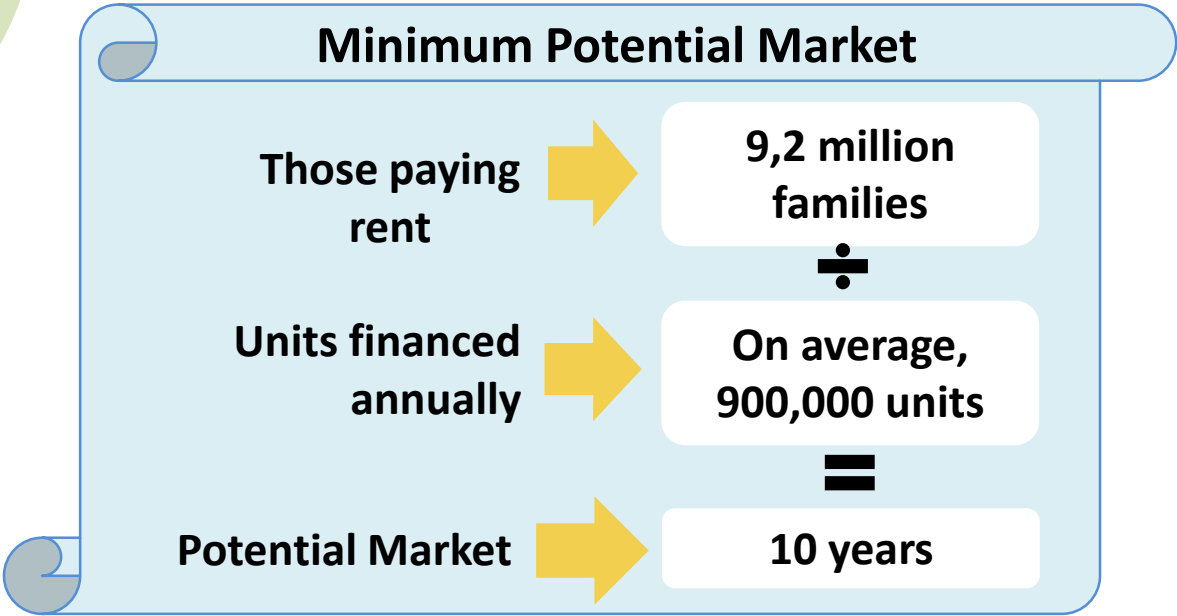 Minimum Potential Market
Those paying
rent
9,2 million
families
÷
Units financed
annually
On average,
900,000 units
=
Potential Market
10 years